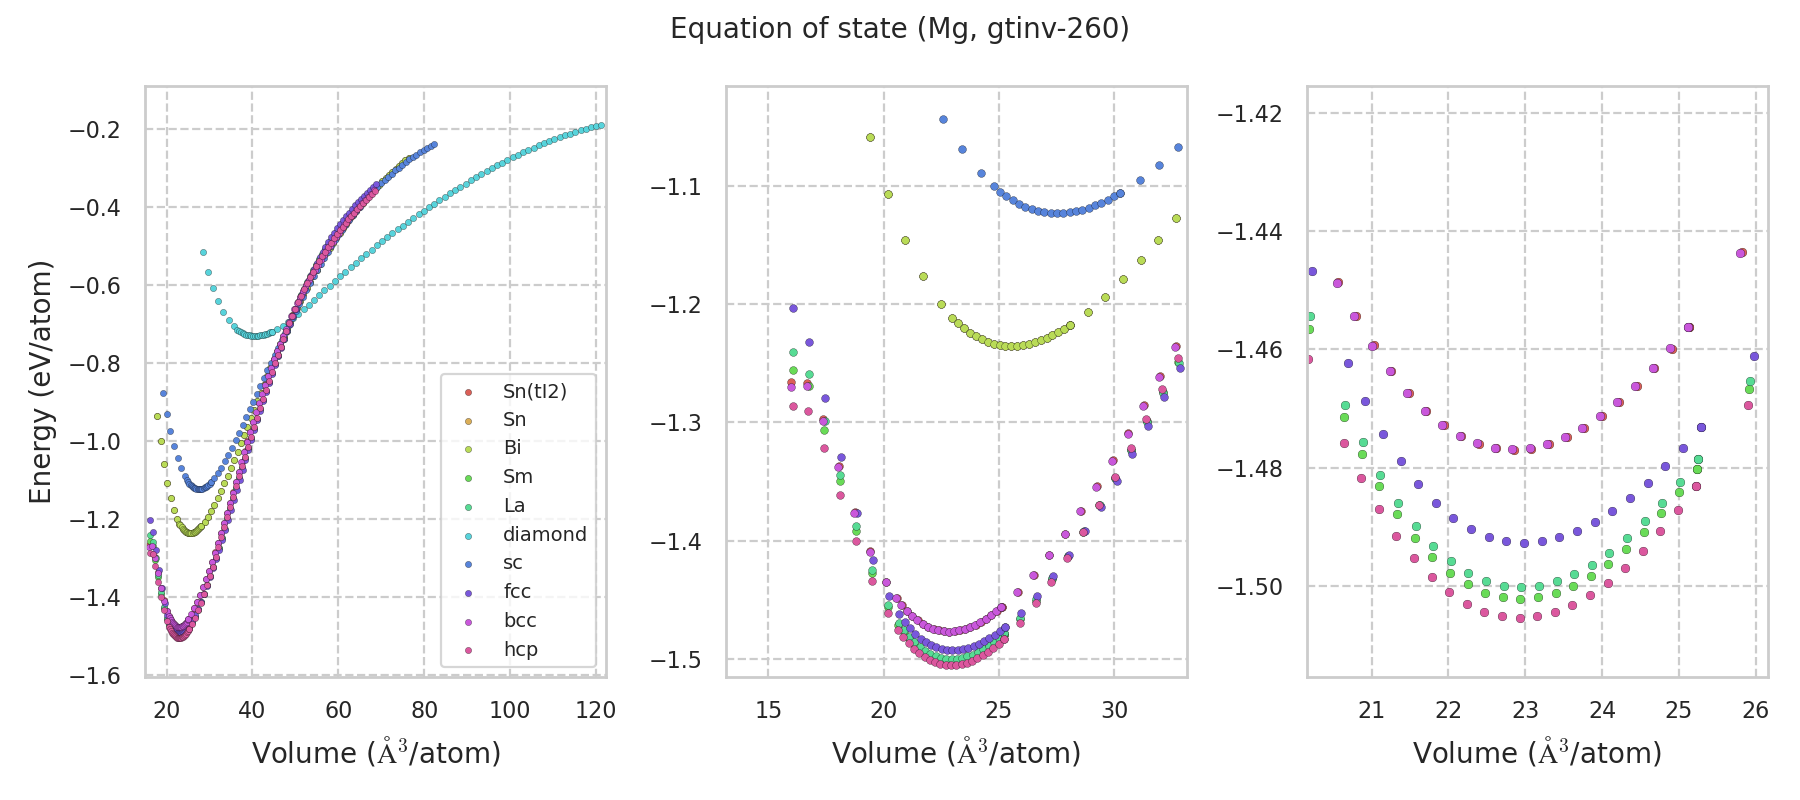 Equation of state (Mg, gtinv-260)
Energy (eV/atom)
−0.2
−0.4
−0.6
−0.8
−1.0
−1.2
−1.4
−1.6
20 40 60 80 100 120
Volume (Å³/atom)
Sn(tI2)
Sn
Bi
Sm
La
diamond
sc
fcc
bcc
hcp
−1.1
−1.2
−1.3
−1.4
−1.5
15 20 25 30
Volume (Å³/atom)
−1.42
−1.44
−1.46
−1.48
−1.50
21 22 23 24 25 26
Volume (Å³/atom)